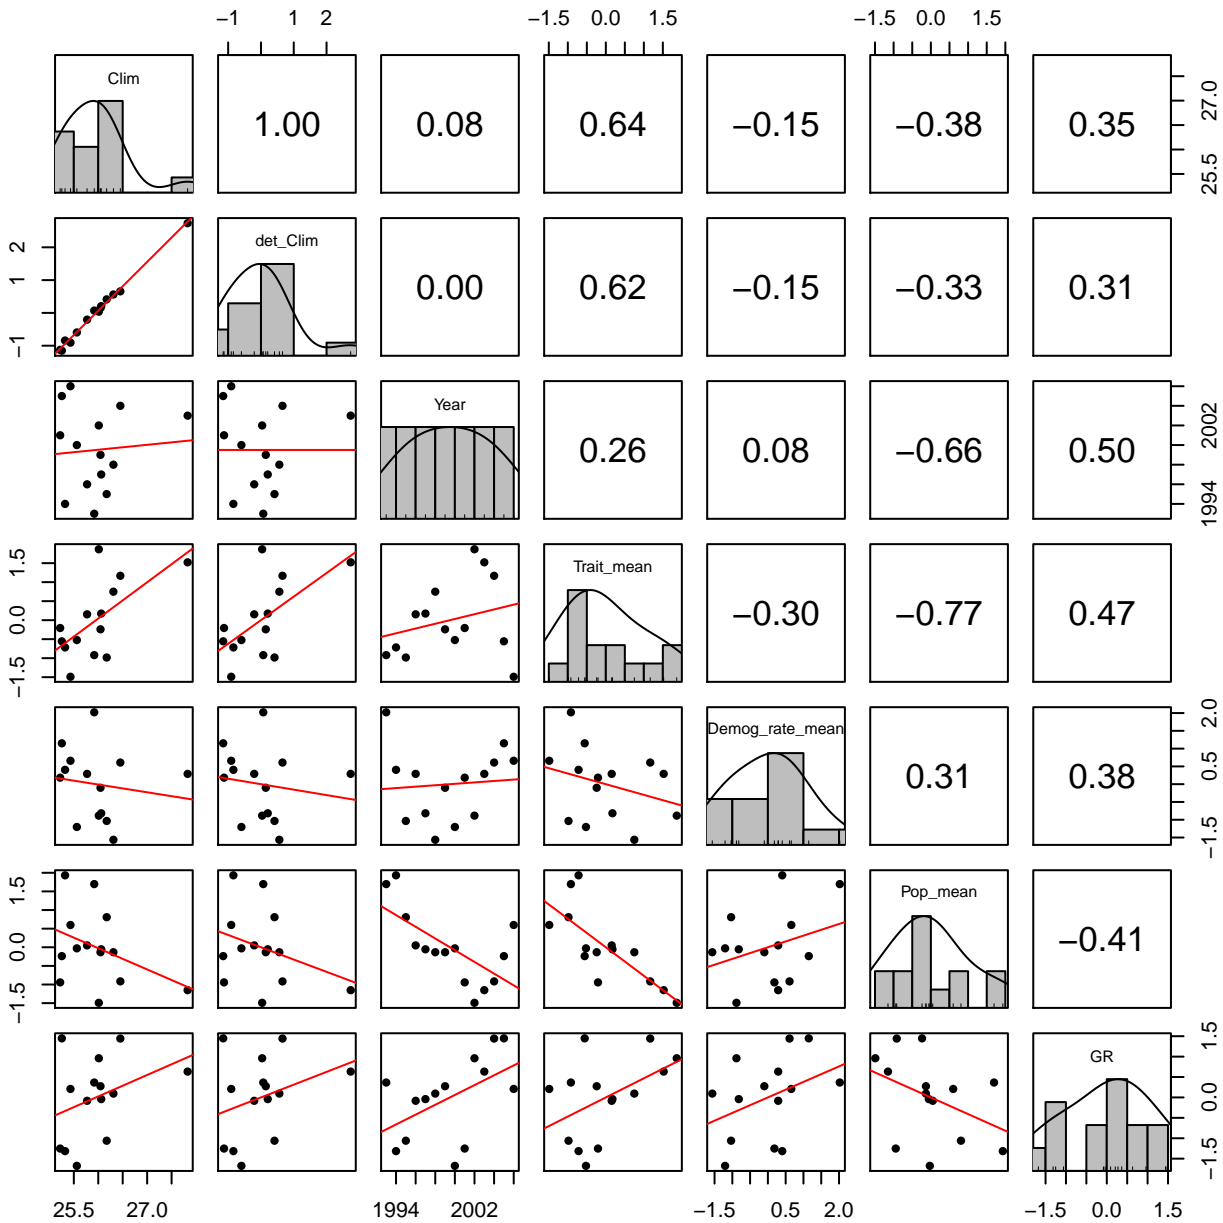 −1 1 2 −1.5 0.0 1.5 −1.5 0.0 1.5
Clim 1.00 0.08 0.64 −0.15 −0.38 0.35 25.5 27.0
−1 1 2 det_Clim 0.00 0.62 −0.15 −0.33 0.31
Year 0.26 0.08 −0.66 0.50 1994 2002
−1.5 0.0 1.5 Trait_mean −0.30 −0.77 0.47
Demog_rate_mean 0.31 0.38 −1.5 0.5 2.0
−1.5 0.0 1.5 Pop_mean −0.41
GR −1.5 0.0 1.5
25.5 27.0 1994 2002 −1.5 0.5 2.0 −1.5 0.0 1.5